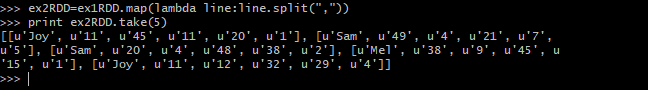 >>> ex2RDD=ex1RDD.map(lambda line:line.split(","))
>>> print ex2RDD.take(5)
[[u'Joy', u'11', u'45', u'11', u'20', u'1'], [u'Sam', u'49', u'4', u'21', u'7',
u'5'], [u'Sam', u'20', u'4', u'48', u'38', u'2'], [u'Mel', u'38', u'9', u'45', u
'15', u'1'], [u'Joy', u'11', u'12', u'32', u'29', u'4']]
>>>